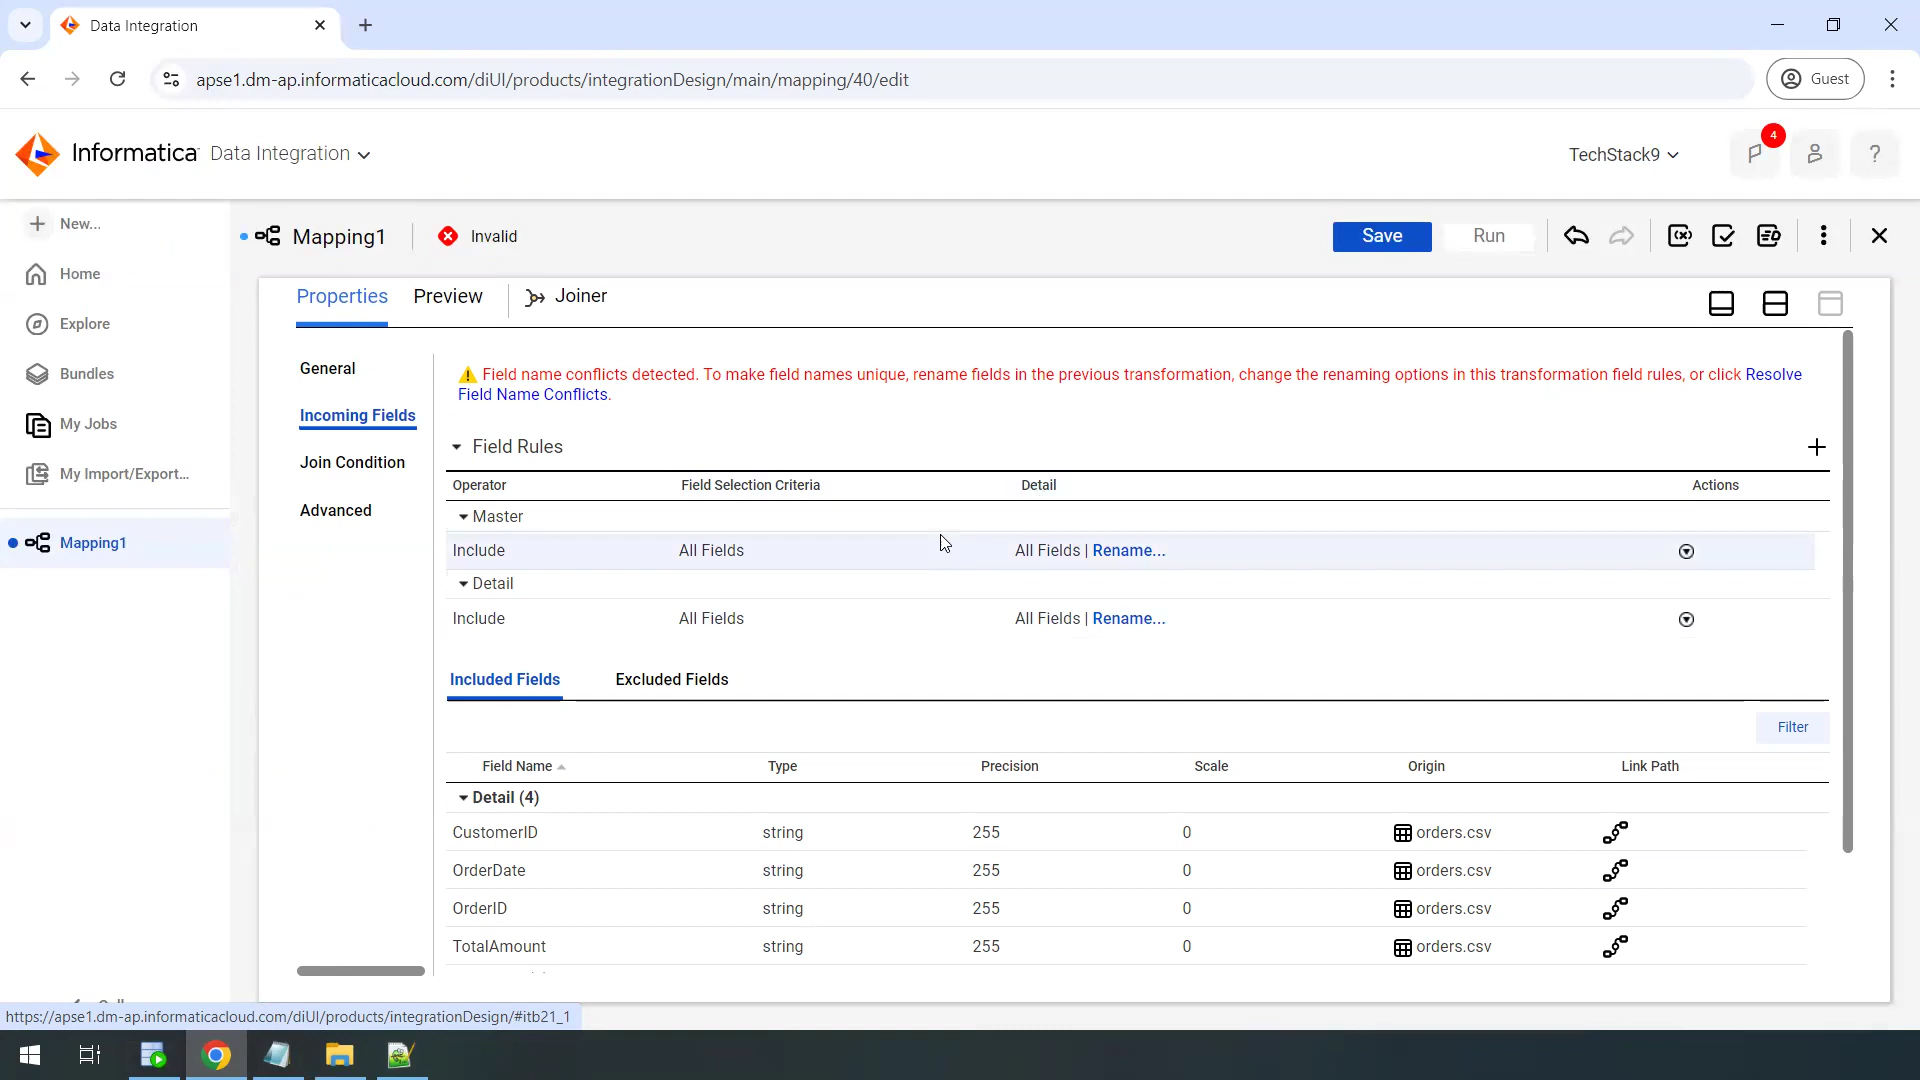 Data Integration
apse1.dm-ap.informaticacloud.com/diUI/products/integrationDesign/main/mapping/40/edit
Guest
Informatica Data Integration
TechStack9
4
?
New...
Home
Explore
Bundles
My Jobs
My Import/Export...
Mapping1
Mapping1
Invalid
Save
Run
Properties
Preview
Joiner
General
Incoming Fields
Join Condition
Advanced
Field name conflicts detected. To make field names unique, rename fields in the previous transformation, change the renaming options in this transformation field rules, or click Resolve
Field Name Conflicts.
Field Rules
Operator Field Selection Criteria Detail Actions
Master
Include All Fields All Fields | Rename...
Detail
Include All Fields All Fields | Rename...
Included Fields Excluded Fields
Filter
Field Name Type Precision Scale Origin Link Path
Detail (4)
CustomerID string 255 0 orders.csv
OrderDate string 255 0 orders.csv
OrderID string 255 0 orders.csv
TotalAmount string 255 0 orders.csv
https://apse1.dm-ap.informaticacloud.com/diUI/products/integrationDesign/#itb21_1